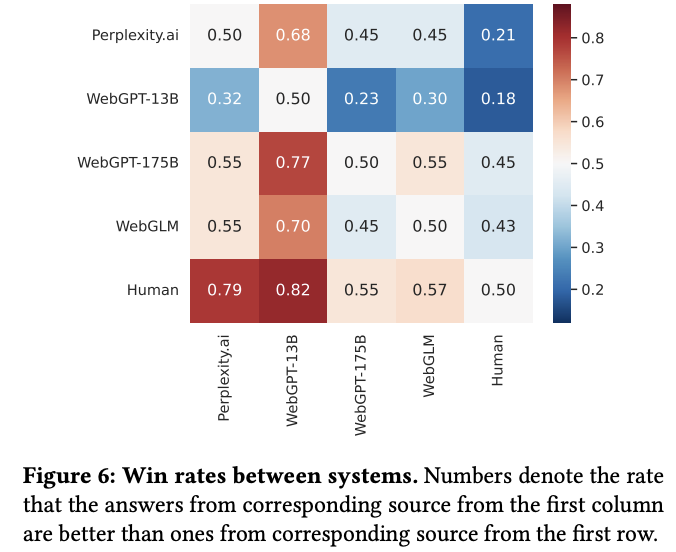 Perplexity.ai 0.50 0.68 0.45 0.45 0.21
WebGPT-13B 0.32 0.50 0.23 0.30 0.18
WebGPT-175B 0.55 0.77 0.50 0.55 0.45
WebGLM 0.55 0.70 0.45 0.50 0.43
Human 0.79 0.82 0.55 0.57 0.50
Perplexity.ai
WebGPT-13B
WebGPT-175B
WebGLM
Human
0.8
0.7
0.6
0.5
0.4
0.3
0.2
Figure 6: Win rates between systems. Numbers denote the rate
that the answers from corresponding source from the first column
are better than ones from corresponding source from the first row.